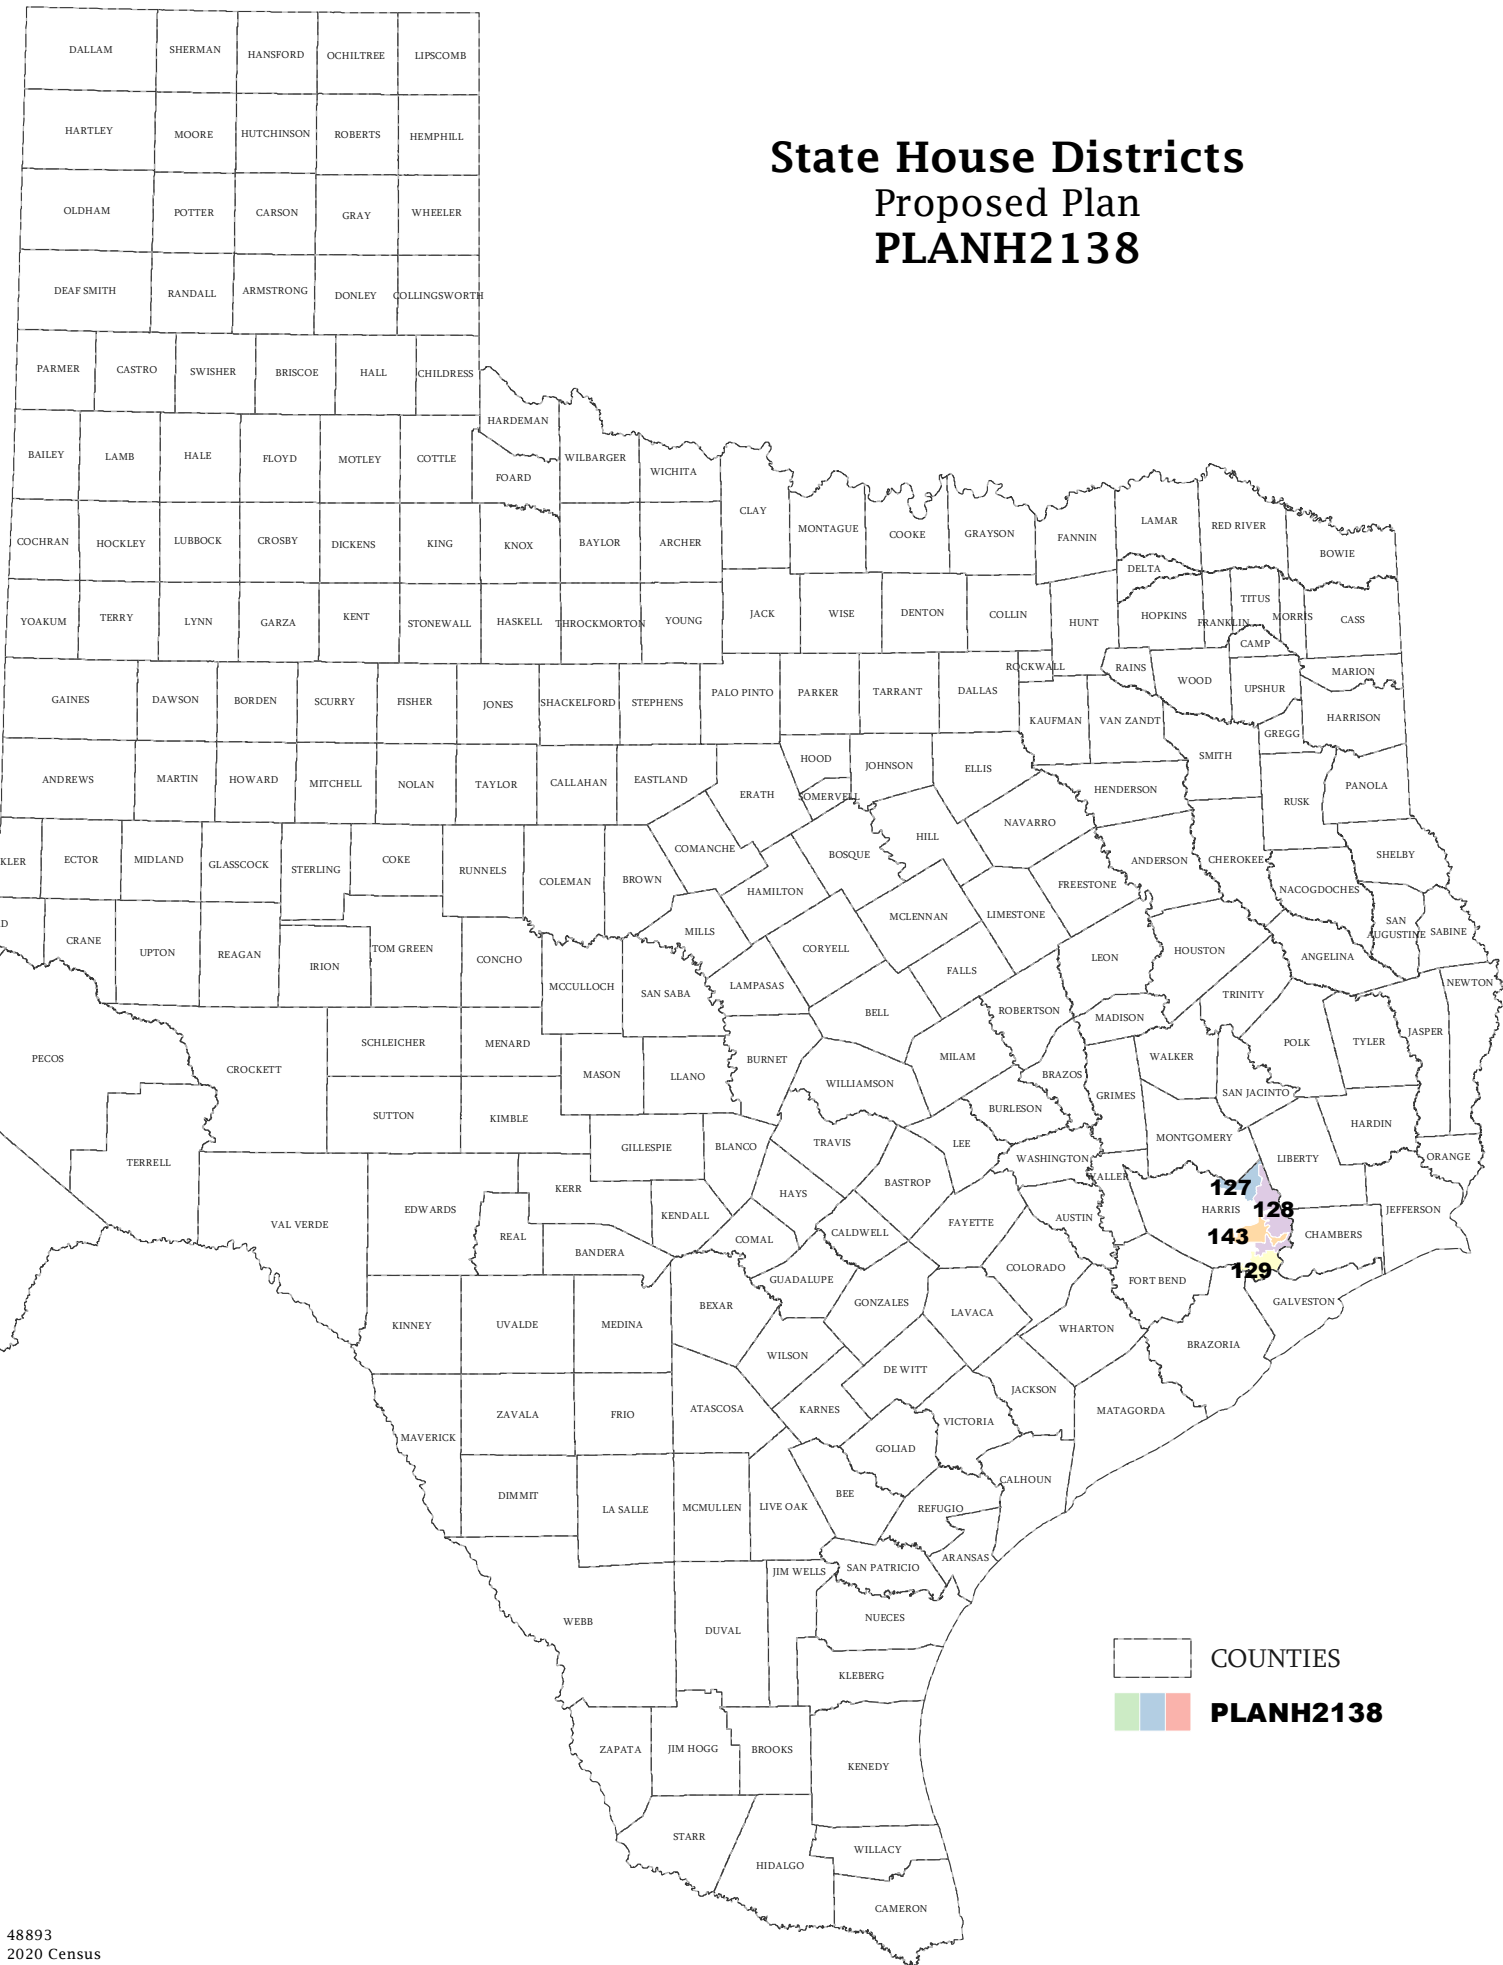 State House Districts
Proposed Plan
PLANH2138
DALLAM SHERMAN HANSFORD OCHILTREE LIPSCOMB
HARTLEY MOORE HUTCHINSON ROBERTS HEMPHILL
OLDHAM POTTER CARSON GRAY WHEELER
DEAF SMITH RANDALL ARMSTRONG DONLEY COLLINGSWORTH
PARMER CASTRO SWISHER BRISCOE HALL CHILDRESS
HARDEMAN
BAILEY LAMB HALE FLOYD MOTLEY COTTLE FOARD WILBARGER WICHITA
CLAY MONTAGUE COOKE GRAYSON FANNIN LAMAR RED RIVER BOWIE
COCHRAN HOCKLEY LUBBOCK CROSBY DICKENS KING KNOX BAYLOR ARCHER
DELTA
YOAKUM TERRY LYNN GARZA KENT STONEWALL HASKELL THROCKMORTON YOUNG JACK WISE DENTON COLLIN HUNT HOPKINS FRANKLIN TITUS MORRIS CASS
CAMP
ROCKWALL RAINS WOOD UPSHUR MARION
GAINES DAWSON BORDEN SCURRY FISHER JONES SHACKELFORD STEPHENS PALO PINTO PARKER TARRANT DALLAS
KAUFMAN VAN ZANDT GREGG HARRISON
SMITH
ANDREWS MARTIN HOWARD MITCHELL NOLAN TAYLOR CALLAHAN EASTLAND ERATH HOOD JOHNSON ELLIS HENDERSON RUSK PANOLA
SOMERVELL
HILL NAVARRO
KLER ECTOR MIDLAND GLASSCOCK STERLING COKE RUNNELS COLEMAN BROWN COMANCHE BOSQUE ANDERSON CHEROKEE SHELBY
HAMILTON FREESTONE NACOGDOCHES
D CRANE UPTON REAGAN IRION TOM GREEN CONCHO MILLS MCLENNAN LIMESTONE SAN
AUGUSTINE SABINE
CORYELL LEON HOUSTON ANGELINA
MCCULLOCH SAN SABA LAMPASAS FALLS TRINITY NEWTON
BELL ROBERTSON MADISON
PECOS CROCKETT SCHLEICHER MENARD BURNET MILAM WALKER POLK TYLER JASPER
MASON LLANO WILLIAMSON BRAZOS GRIMES SAN JACINTO
SUTTON KIMBLE BURLESON HARDIN
TERRELL GILLESPIE BLANCO TRAVIS LEE WASHINGTON MONTGOMERY LIBERTY ORANGE
WALLER
VAL VERDE EDWARDS KERR HAYS BASTROP 127
KENDALL AUSTIN HARRIS 128 JEFFERSON
REAL BANDERA COMAL CALDWELL FAYETTE 143 CHAMBERS
GUADALUPE COLORADO FORT BEND 129
KINNEY UVALDE MEDINA BEXAR GONZALES LAVACA WHARTON GALVESTON
WILSON DE WITT BRAZORIA
ZAVALA FRIO ATASCOSA KARNES JACKSON MATAGORDA
MAVERICK VICTORIA
GOLIAD
DIMMIT LA SALLE MCMULLEN LIVE OAK BEE REFUGIO CALHOUN
JIM WELLS SAN PATRICIO ARANSAS
WEBB DUVAL NUECES
KLEBERG
ZAPATA JIM HOGG BROOKS KENEDY
STARR HIDALGO WILLACY
CAMERON
COUNTIES
PLANH2138
48893
2020 Census